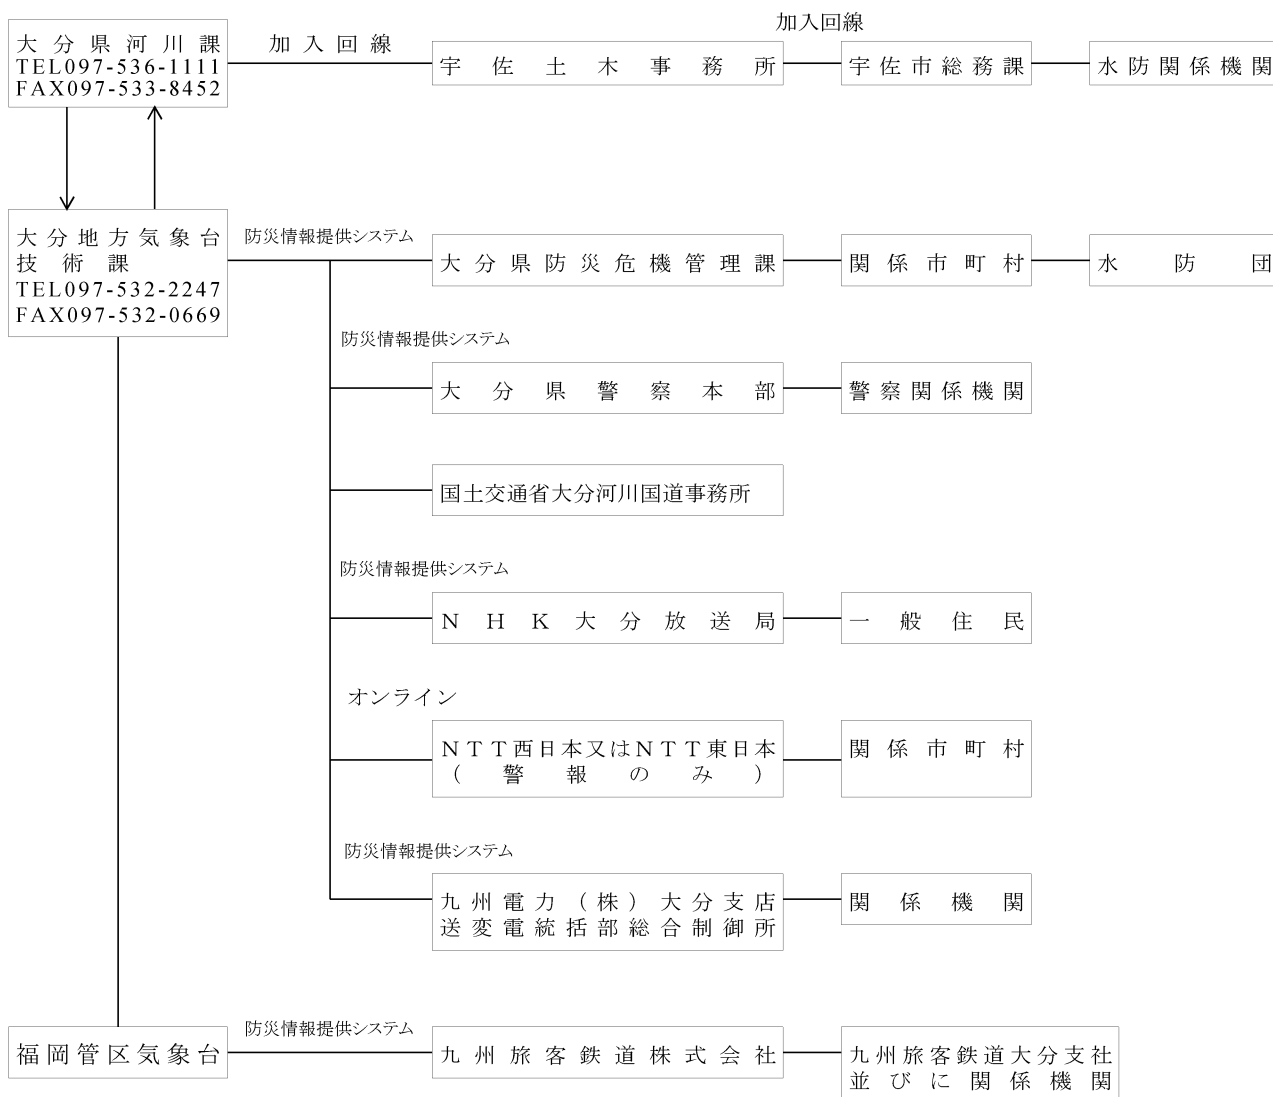 加入回線
大分県河川課
TEL097-536-1111
FAX097-533-8452
加入回線
宇佐土木事務所
宇佐市総務課
水防関係機関
大分地方気象台
技術課
TEL097-532-2247
FAX097-532-0669
防災情報提供システム
大分県防災危機管理課
関係市町村
水防団
防災情報提供システム
大分県警察本部
警察関係機関
国土交通省大分河川国道事務所
防災情報提供システム
ＮＨＫ大分放送局
一般住民
オンライン
ＮＴＴ西日本又はＮＴＴ東日本
（警報のみ）
関係市町村
防災情報提供システム
九州電力（株）大分支店
送変電統括部総合制御所
関係機関
福岡管区気象台
防災情報提供システム
九州旅客鉄道株式会社
九州旅客鉄道大分支社
並びに関係機関